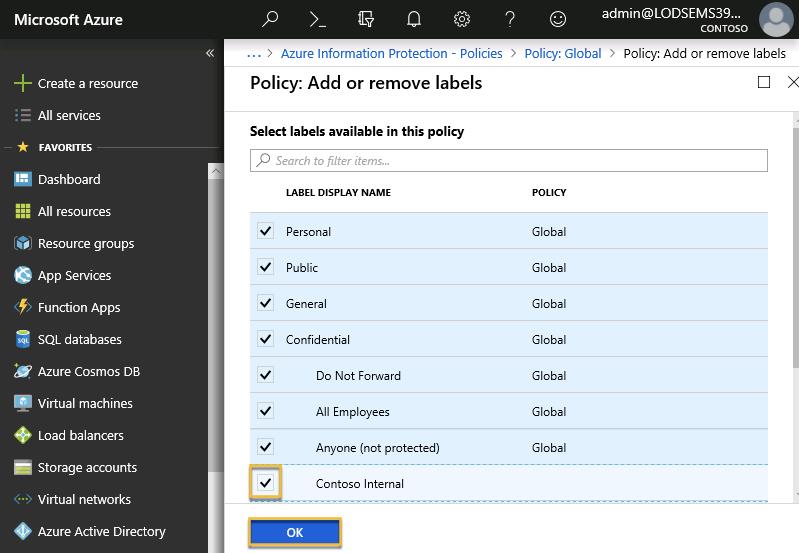 Microsoft Azure
admin@LODSEMS39...
CONTOSO
... > Azure Information Protection - Policies > Policy: Global > Policy: Add or remove labels
Policy: Add or remove labels
Create a resource
All services
FAVORITES
Dashboard
All resources
Resource groups
App Services
Function Apps
SQL databases
Azure Cosmos DB
Virtual machines
Load balancers
Storage accounts
Virtual networks
Azure Active Directory
Select labels available in this policy
Search to filter items...
LABEL DISPLAY NAME POLICY
Personal Global
Public Global
General Global
Confidential Global
Do Not Forward Global
All Employees Global
Anyone (not protected) Global
Contoso Internal
OK